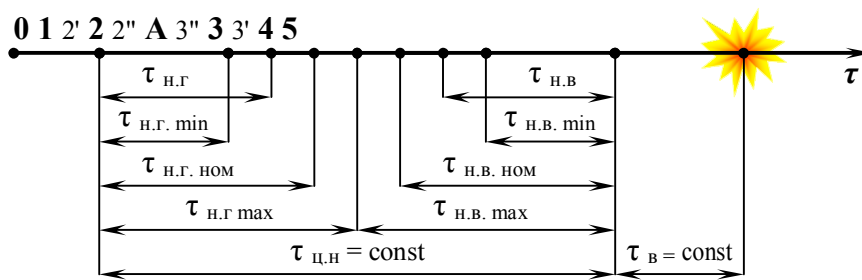 0 1 2' 2 2" A 3" 3 3' 4 5
τ
τ н.г
τ н.в
τ н.г. min
τ н.в. min
τ н.г. ном
τ н.в. ном
τ н.г max
τ н.в. max
τ ц.н = const
τ в = const